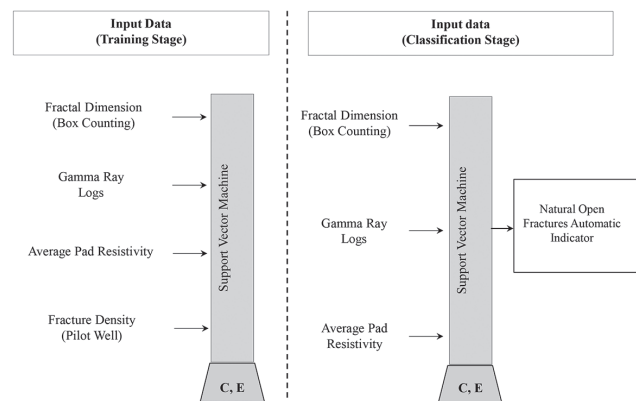 Input Data
(Training Stage)
Fractal Dimension
(Box Counting)
Gamma Ray
Logs
Average Pad Resistivity
Fracture Density
(Pilot Well)
Support Vector Machine
C, E
Input data
(Classification Stage)
Fractal Dimension
(Box Counting)
Gamma Ray
Logs
Average Pad
Resistivity
Support Vector Machine
C, E
Natural Open
Fractures Automatic
Indicator